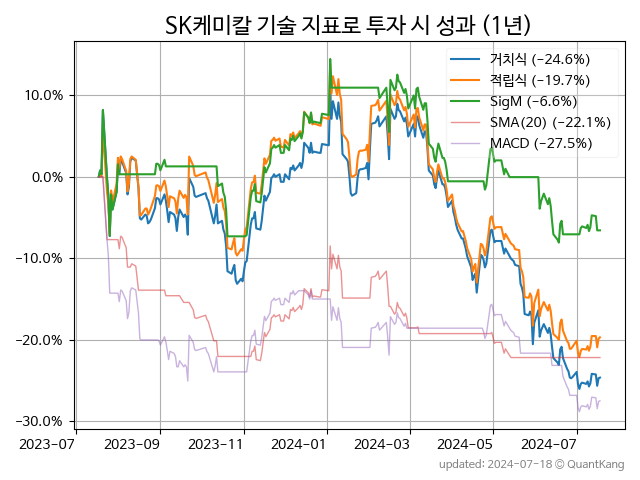 SK케미칼 기술 지표로 투자 시 성과 (1년)
거치식 (−24.6%)
적립식 (−19.7%)
SigM (−6.6%)
SMA(20) (−22.1%)
MACD (−27.5%)
10.0%
0.0%
−10.0%
−20.0%
−30.0%
2023-07 2023-09 2023-11 2024-01 2024-03 2024-05 2024-07
updated: 2024-07-18 © QuantKang